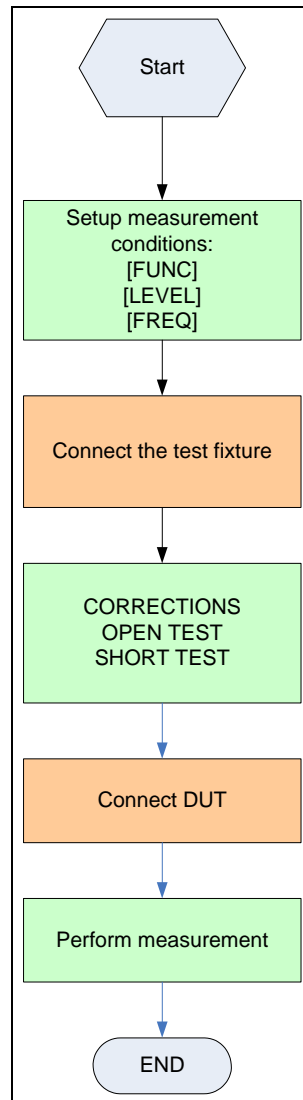 Start
Setup measurement
conditions:
[FUNC]
[LEVEL]
[FREQ]
Connect the test fixture
CORRECTIONS
OPEN TEST
SHORT TEST
Connect DUT
Perform measurement
END